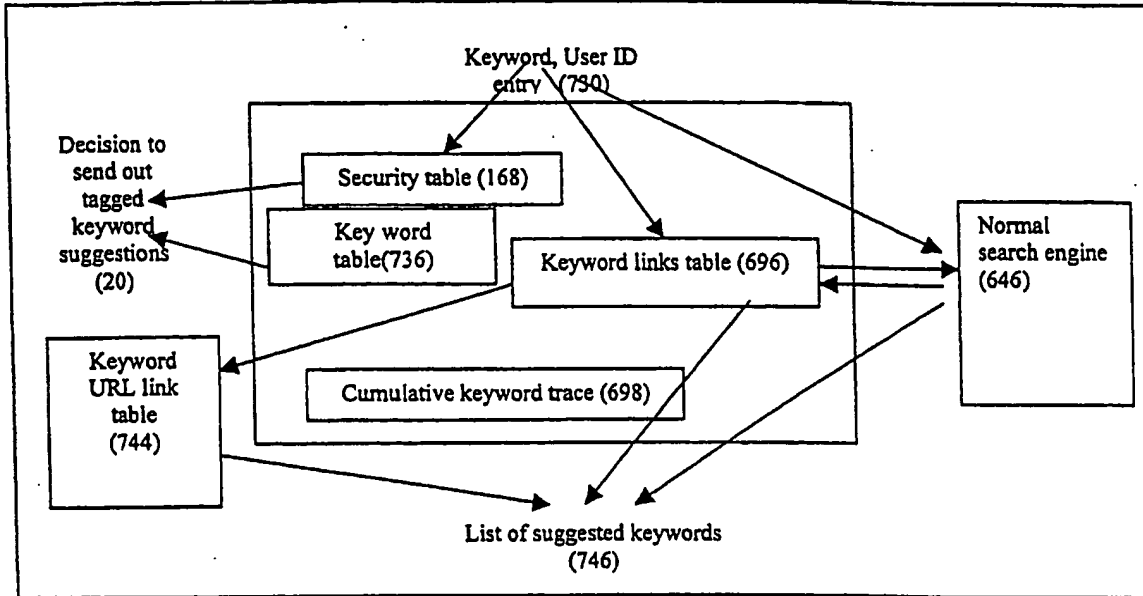 Keyword, User ID
entry (730)
Decision to
send out
tagged
keyword
suggestions
(20)
Security table (168)
Key word
table(736)
Keyword links table (696)
Normal
search engine
(646)
Keyword
URL link
table
(744)
Cumulative keyword trace (698)
List of suggested keywords
(746)